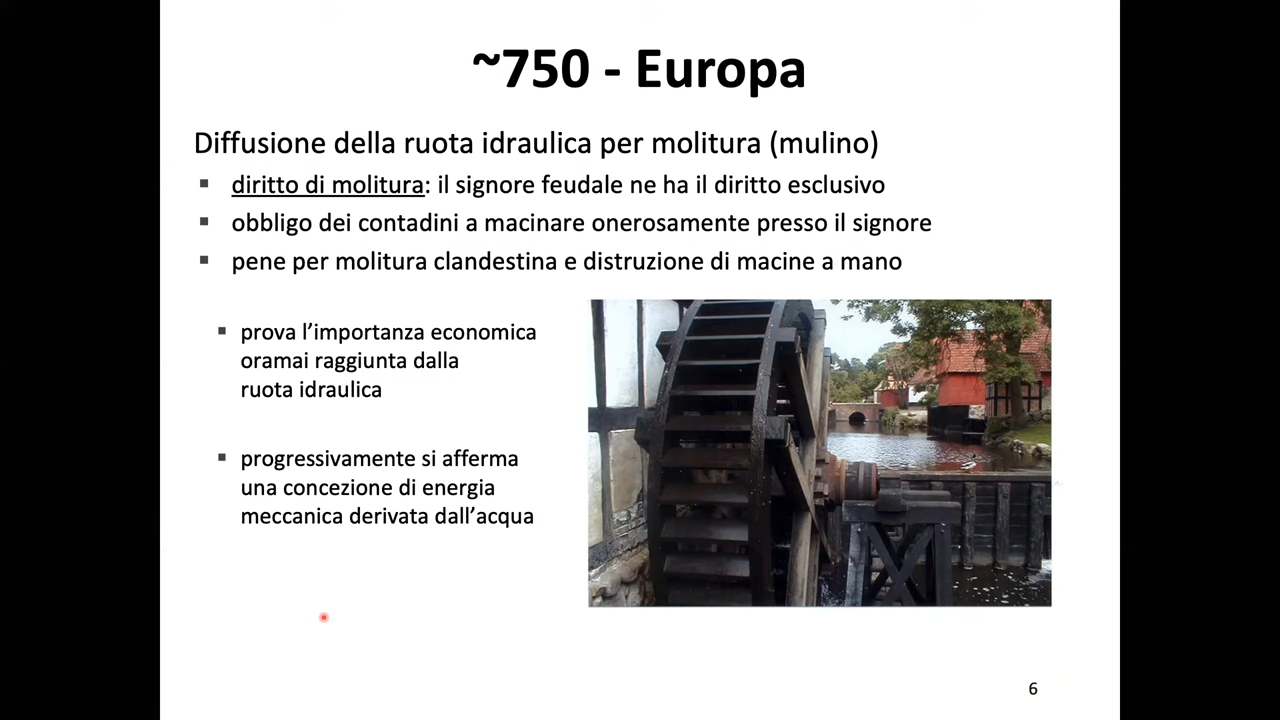 ~750 - Europa
Diffusione della ruota idraulica per molitura (mulino)
▪ diritto di molitura: il signore feudale ne ha il diritto esclusivo
▪ obbligo dei contadini a macinare onerosamente presso il signore
▪ pene per molitura clandestina e distruzione di macine a mano
▪ prova l’importanza economica
oramai raggiunta dalla
ruota idraulica
▪ progressivamente si afferma
una concezione di energia
meccanica derivata dall’acqua
6